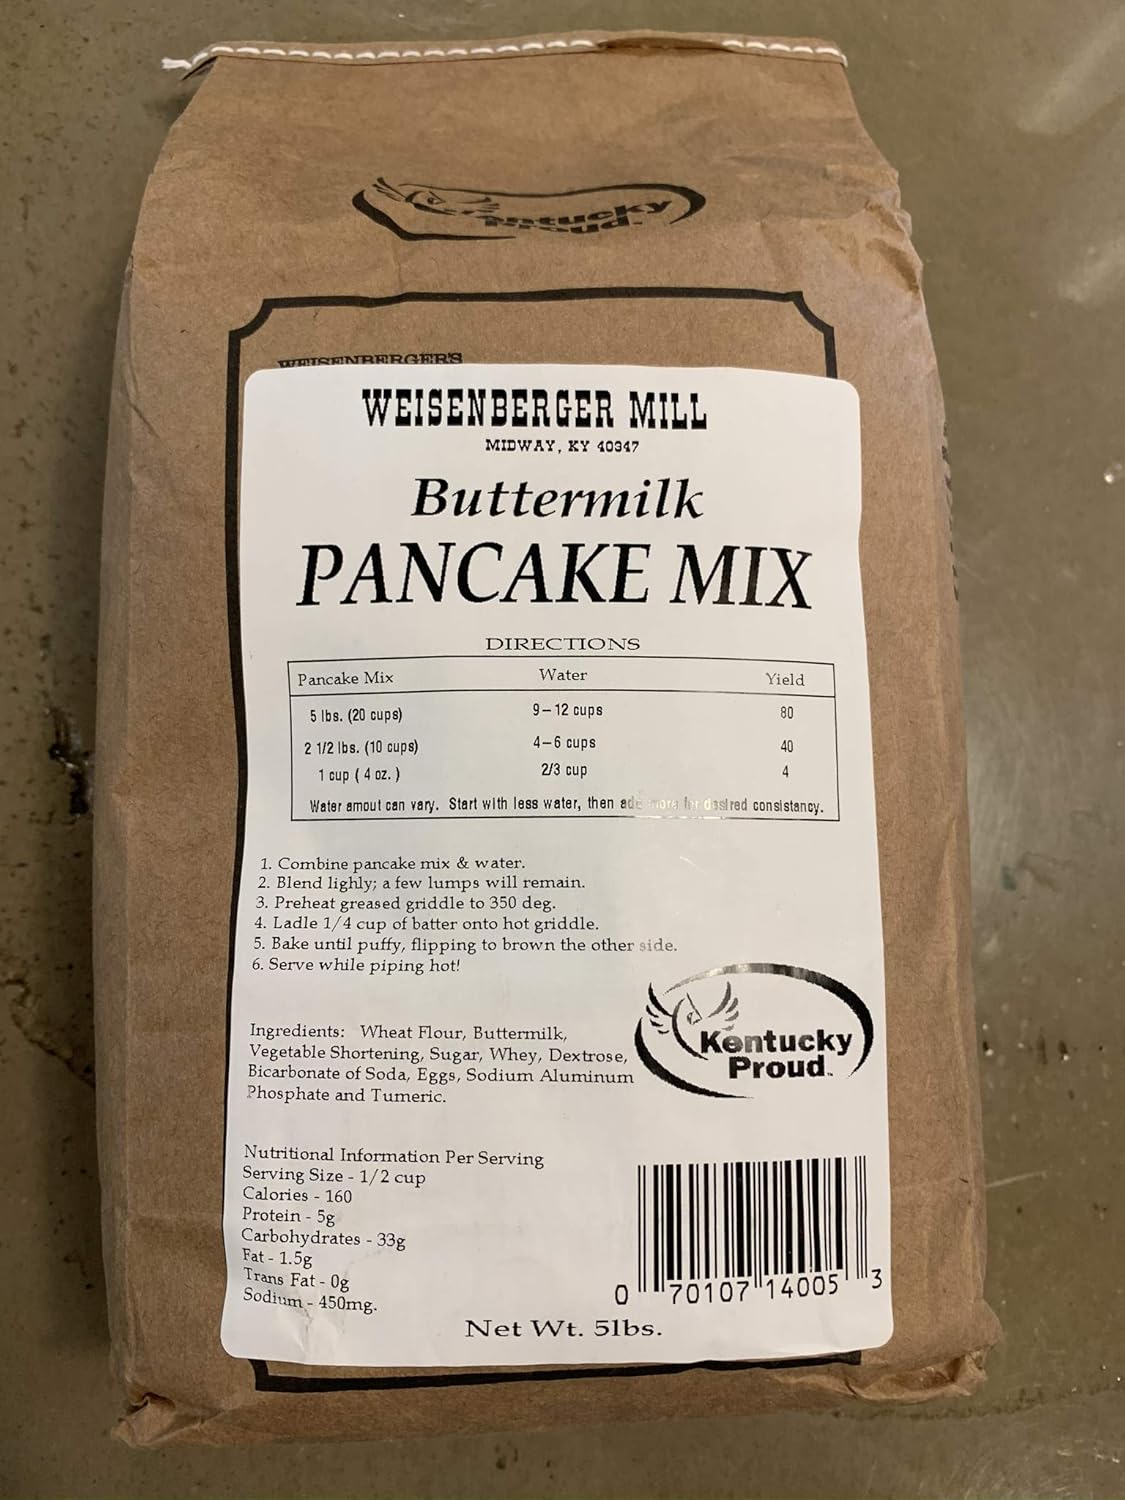 Kentucky
Proud.
WEISENBERGER'S
WEISENBERGER MILL
MIDWAY, KY 40347
Buttermilk
PANCAKE MIX
DIRECTIONS
Pancake Mix Water Yield
5 lbs. (20 cups) 9-12 cups 80
2 1/2 lbs. (10 cups) 4-6 cups 40
1 cup ( 4 oz. ) 2/3 cup 4
Water amout can vary. Start with less water, then add more for desired consistancy.
1. Combine pancake mix & water.
2. Blend lighly; a few lumps will remain.
3. Preheat greased griddle to 350 deg.
4. Ladle 1/4 cup of batter onto hot griddle.
5. Bake until puffy, flipping to brown the other side.
6. Serve while piping hot!
Ingredients: Wheat Flour, Buttermilk,
Vegetable Shortening, Sugar, Whey, Dextrose,
Bicarbonate of Soda, Eggs, Sodium Aluminum
Phosphate and Tumeric.
Kentucky
Proud.
Nutritional Information Per Serving
Serving Size - 1/2 cup
Calories - 160
Protein - 5g
Carbohydrates - 33g
Fat - 1.5g
Trans Fat - 0g
Sodium - 450mg.
0 70107 14005 3
Net Wt. 5lbs.